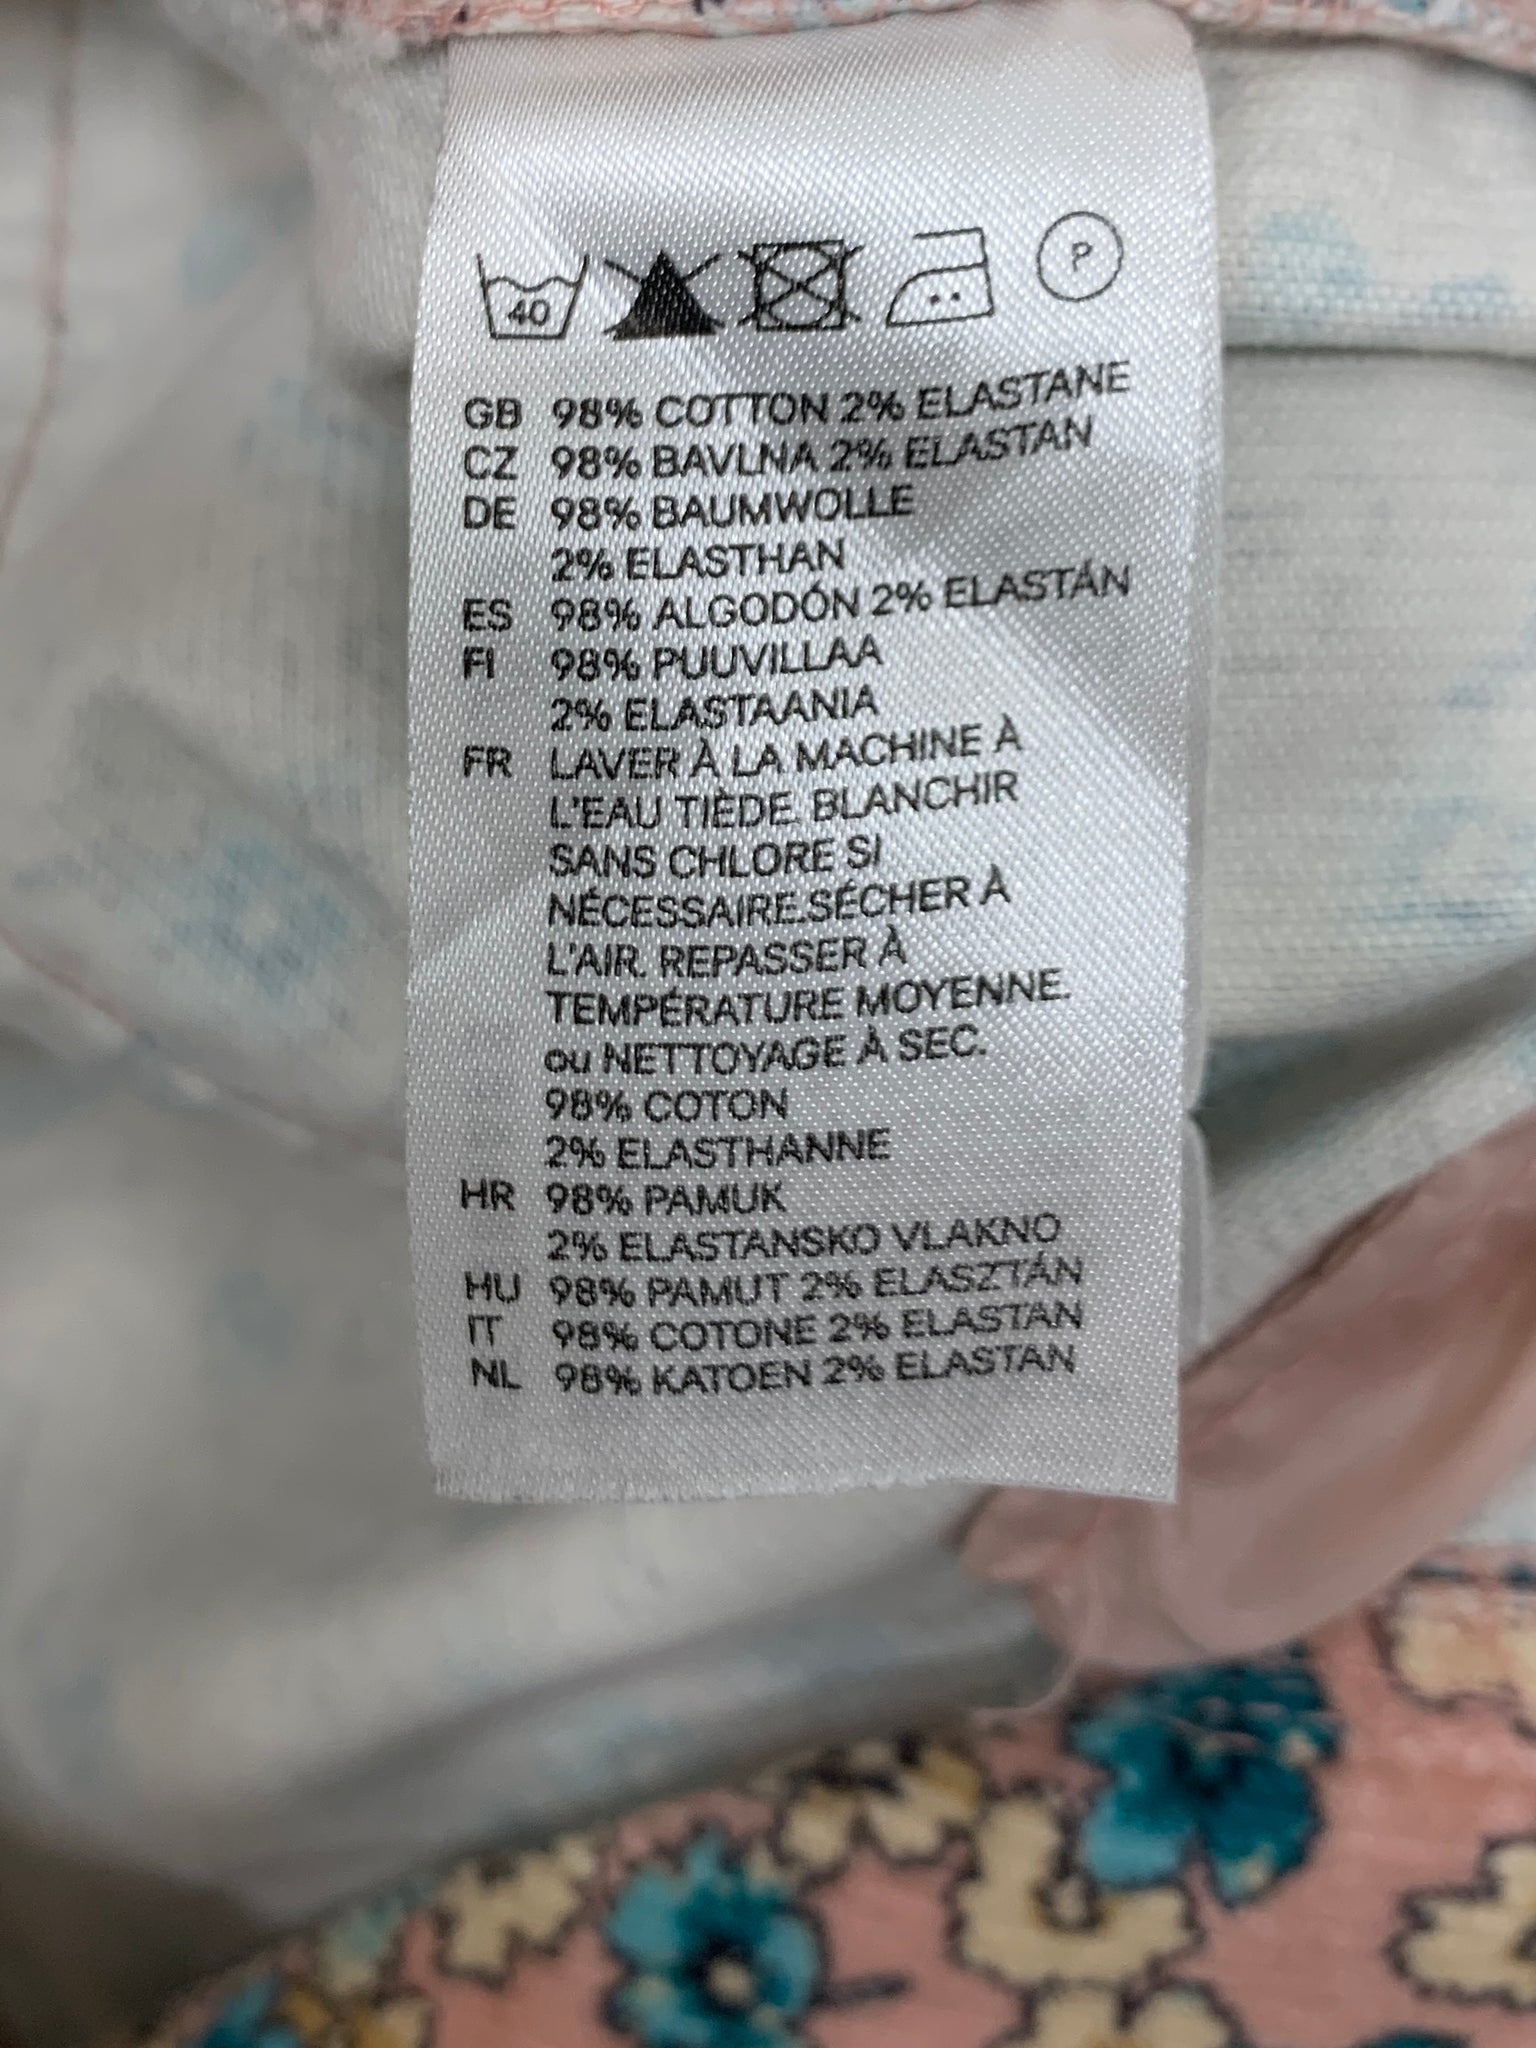 40
P
GB 98% COTTON 2% ELASTANE
CZ 98% BAVLNA 2% ELASTAN
DE 98% BAUMWOLLE
2% ELASTHAN
ES 98% ALGODÓN 2% ELASTÁN
FI 98% PUUVILLAA
2% ELASTAANIA
FR LAVER À LA MACHINE À
L'EAU TIÈDE. BLANCHIR
SANS CHLORE SI
NÉCESSAIRE.SÉCHER À
L'AIR. REPASSER À
TEMPÉRATURE MOYENNE.
ou NETTOYAGE À SEC.
98% COTON
2% ELASTHANNE
HR 98% PAMUK
2% ELASTANSKO VLAKNO
HU 98% PAMUT 2% ELASZTÁN
IT 98% COTONE 2% ELASTAN
NL 98% KATOEN 2% ELASTAN